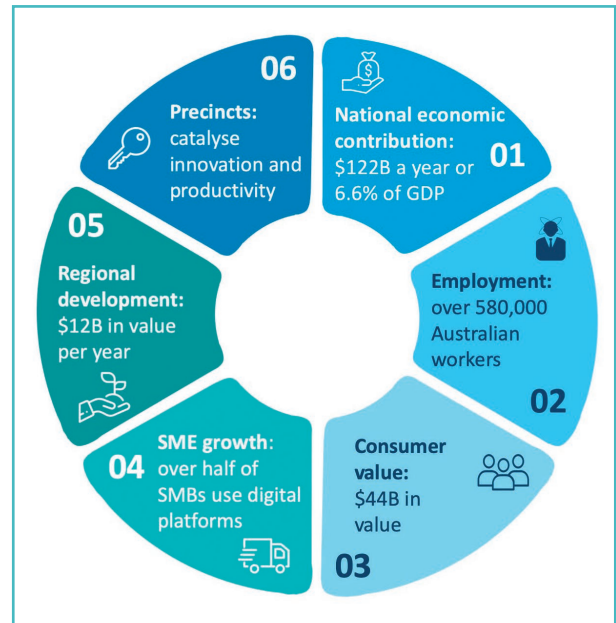 01
National economic
contribution:
$122B a year or
6.6% of GDP
Employment:
over 580,000
Australian
workers
02
Consumer
value:
$44B in
value
03
04
SME growth:
over half of
SMBs use digital
platforms
05
Regional
development:
$12B in value
per year
06
Precincts:
catalyse
innovation and
productivity
$